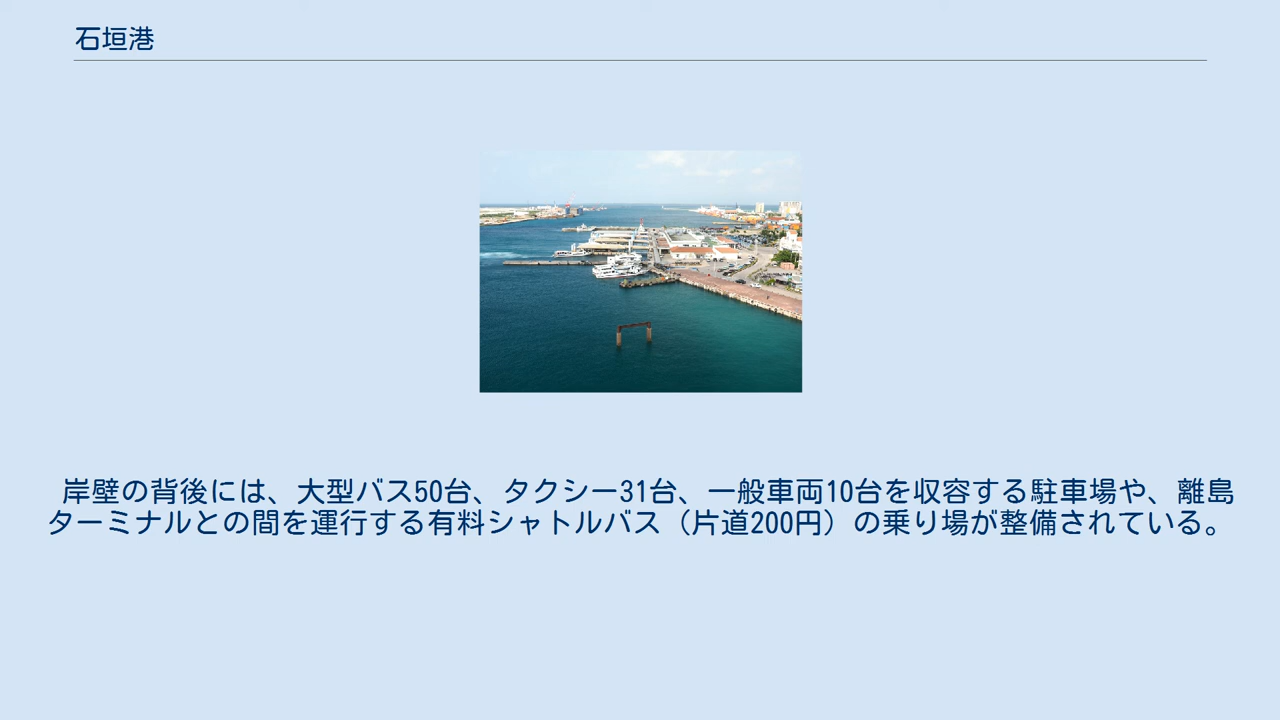 石垣港
岸壁の背後には、大型バス50台、タクシー31台、一般車両10台を収容する駐車場や、離島
ターミナルとの間を運行する有料シャトルバス（片道200円）の乗り場が整備されている。